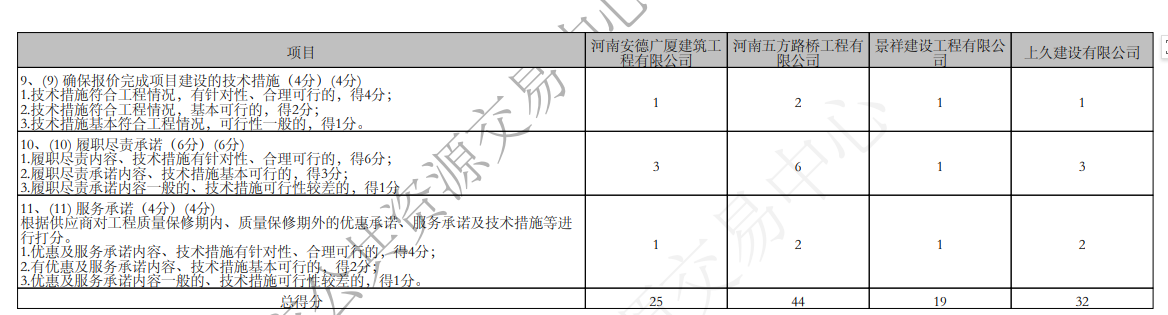 项目
河南安德广厦建筑工
程有限公司
河南五方路桥工程有
限公司
景祥建设工程有限公
司
上久建设有限公司
9、(9) 确保报价完成项目建设的技术措施（4分）(4分)
1.技术措施符合工程情况，有针对性、合理可行的，得4分；
2.技术措施符合工程情况，基本可行的，得2分；
3.技术措施基本符合工程情况，可行性一般的，得1分。
1
2
1
1
10、(10) 履职尽责承诺（6分）(6分)
1.履职尽责内容、技术措施有针对性、合理可行的，得6分；
2.履职尽责承诺内容、技术措施基本可行的，得3分；
3.履职尽责承诺内容一般的、技术措施可行性较差的，得1分
3
6
1
3
11、(11) 服务承诺（4分）(4分)
根据供应商对工程质量保修期内、质量保修期外的优惠承诺、服务承诺及技术措施等进
行打分。
1.优惠及服务承诺内容、技术措施有针对性、合理可行的，得4分；
2.有优惠及服务承诺内容、技术措施基本可行的，得2分；
3.优惠及服务承诺内容一般的、技术措施可行性较差的，得1分。
1
2
1
2
总得分
25
44
19
32
公共资源交易中心
交易中心